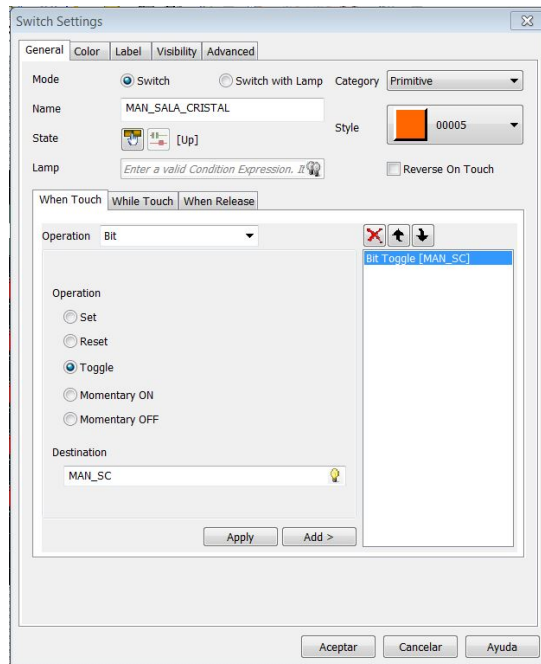 Switch Settings
General Color Label Visibility Advanced
Mode Switch Switch with Lamp Category Primitive
Name MAN_SALA_CRISTAL
Style 00005
State [Up]
Lamp Enter a valid Condition Expression. It Reverse On Touch
When Touch While Touch When Release
Operation Bit
Bit Toggle [MAN_SC]
Operation
Set
Reset
Toggle
Momentary ON
Momentary OFF
Destination
MAN_SC
Apply Add >
Aceptar Cancelar Ayuda